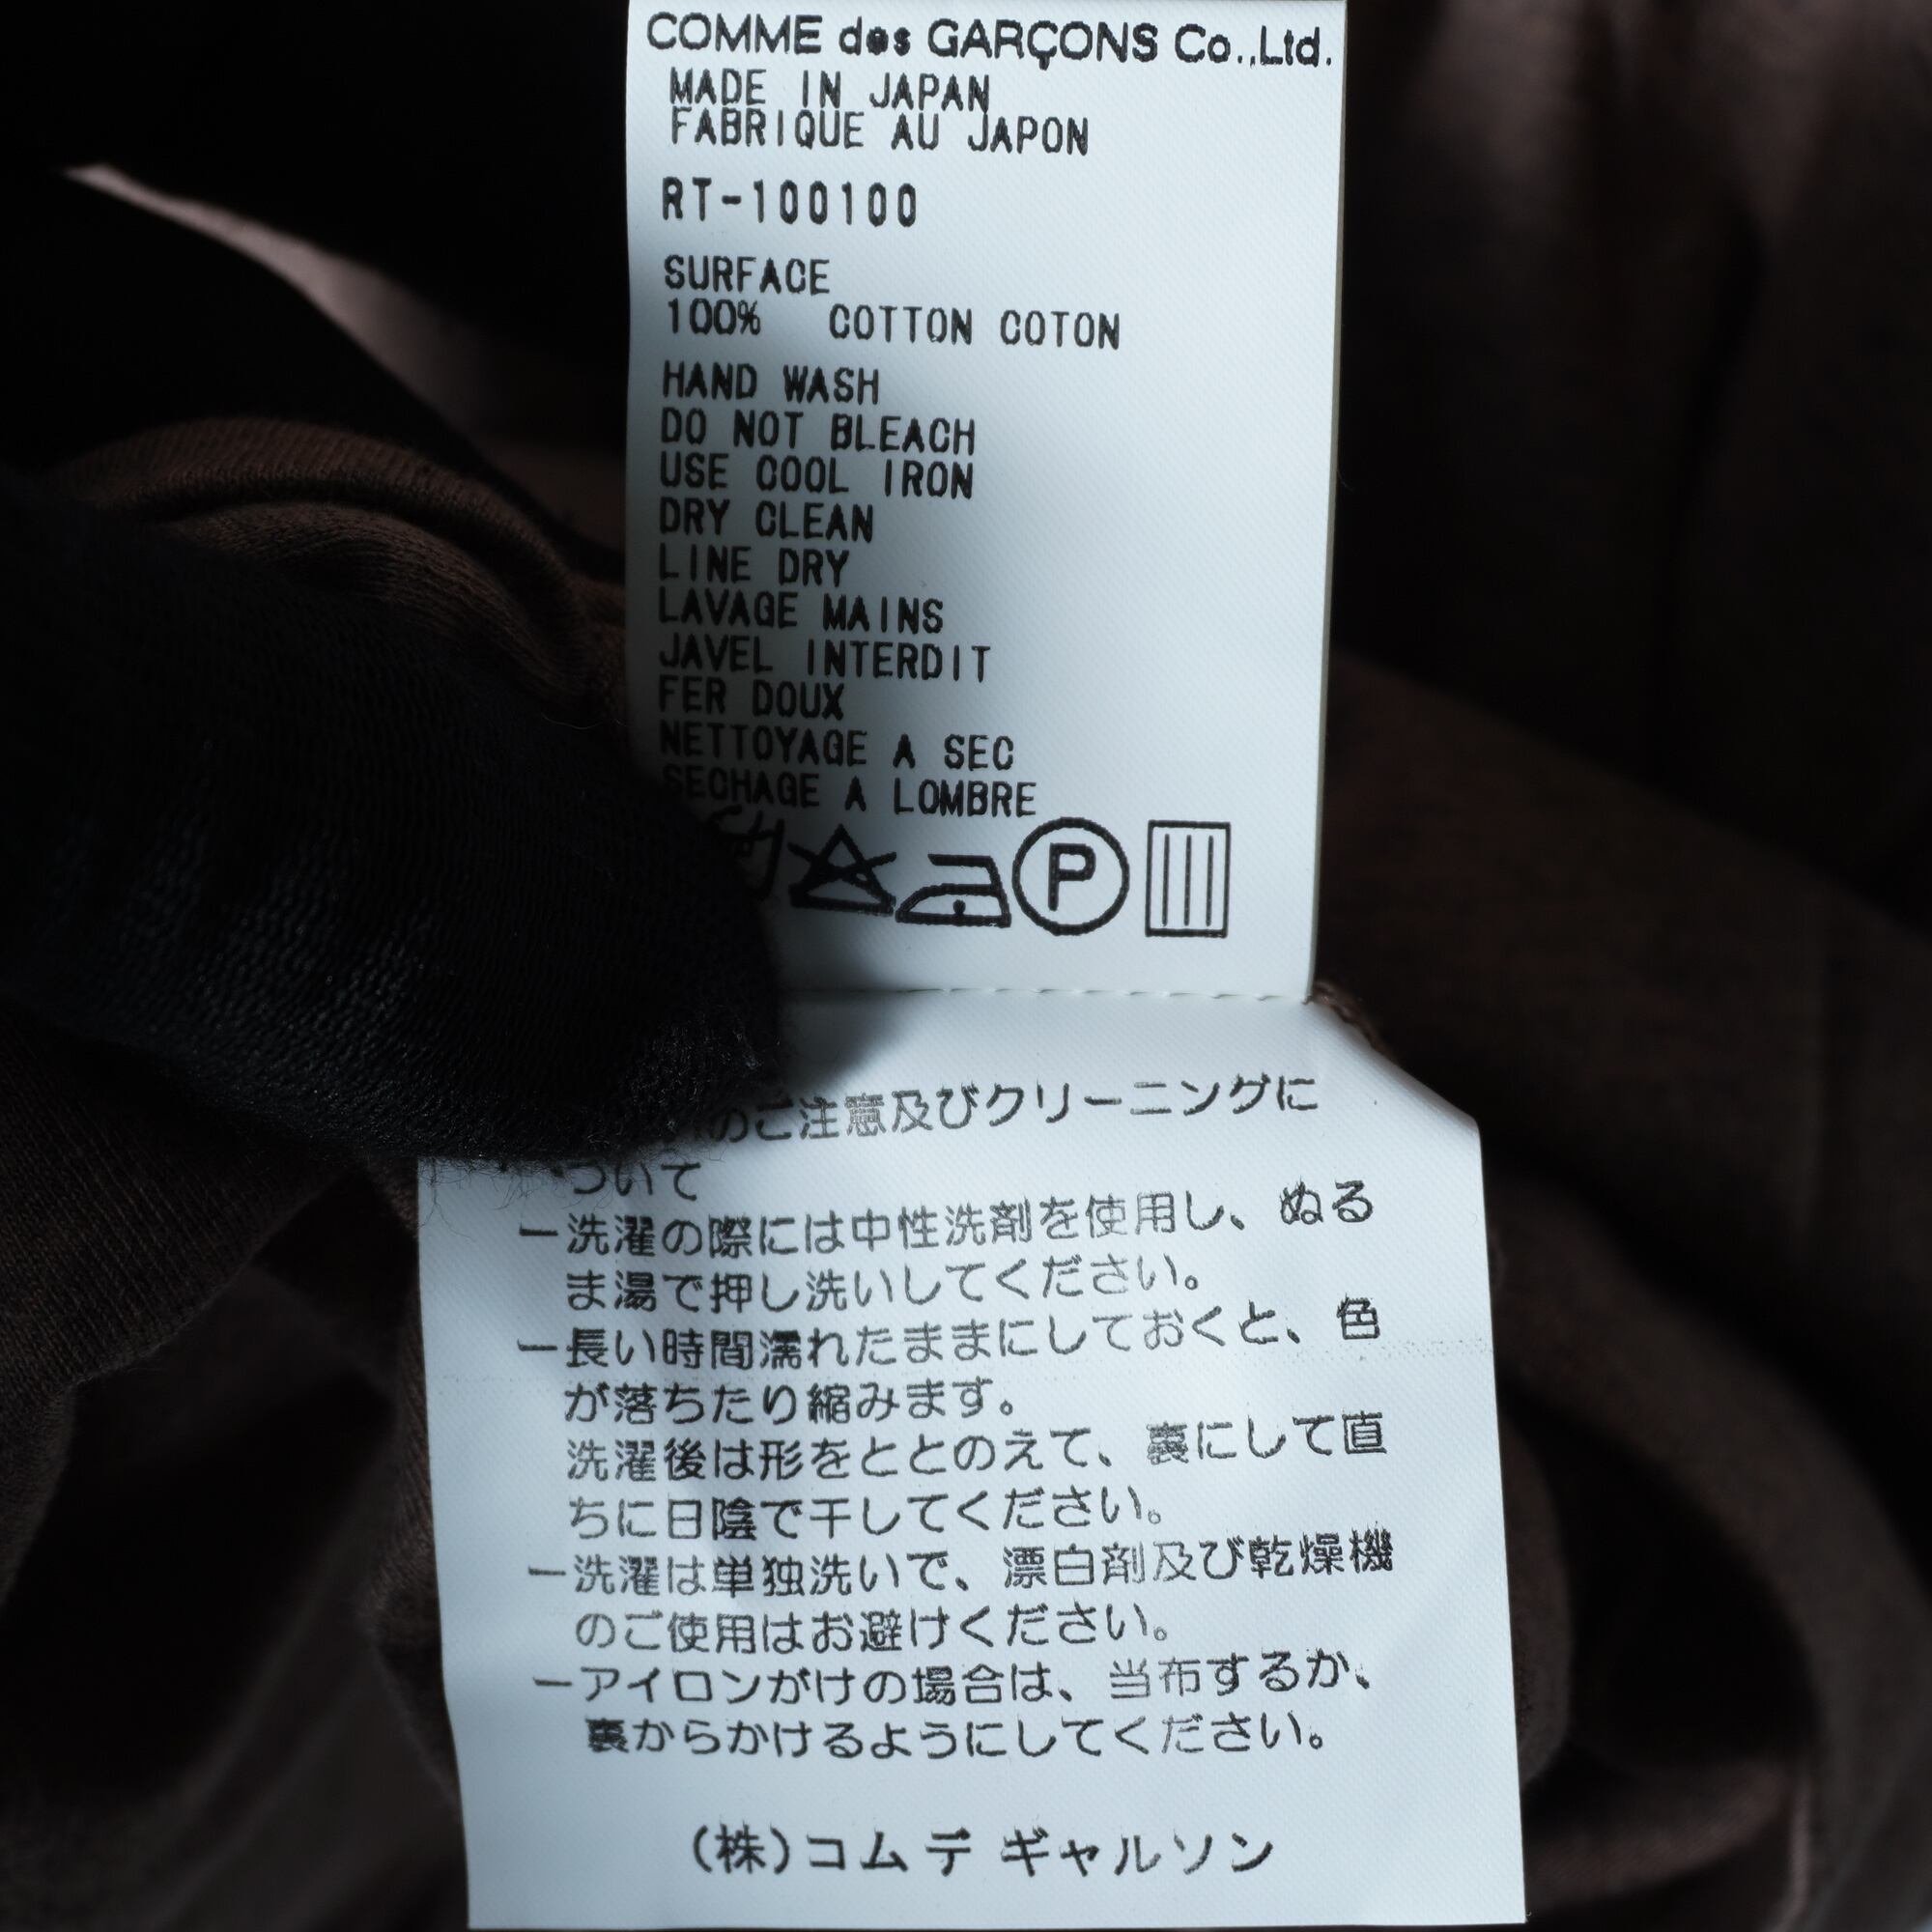 COMME des GARÇONS Co.,Ltd.
MADE IN JAPAN
FABRIQUE AU JAPON
RT-100100
SURFACE
100% COTTON COTON
HAND WASH
DO NOT BLEACH
USE COOL IRON
DRY CLEAN
LINE DRY
LAVAGE MAINS
JAVEL INTERDIT
FER DOUX
NETTOYAGE A SEC
SECHAGE A LOMBRE
P
のご注意及びクリーニングに
ついて
ー洗濯の際には中性洗剤を使用し、ぬる
ま湯で押し洗いしてください。
ー長い時間濡れたままにしておくと、色
が落ちたり縮みます。
洗濯後は形をととのえて、裏にして直
ちに日陰で干してください。
ー洗濯は単独洗いで、漂白剤及び乾燥機
のご使用はお避けください。
ーアイロンがけの場合は、当布するか、
裏からかけるようにしてください。
(株)コム デ ギャルソン